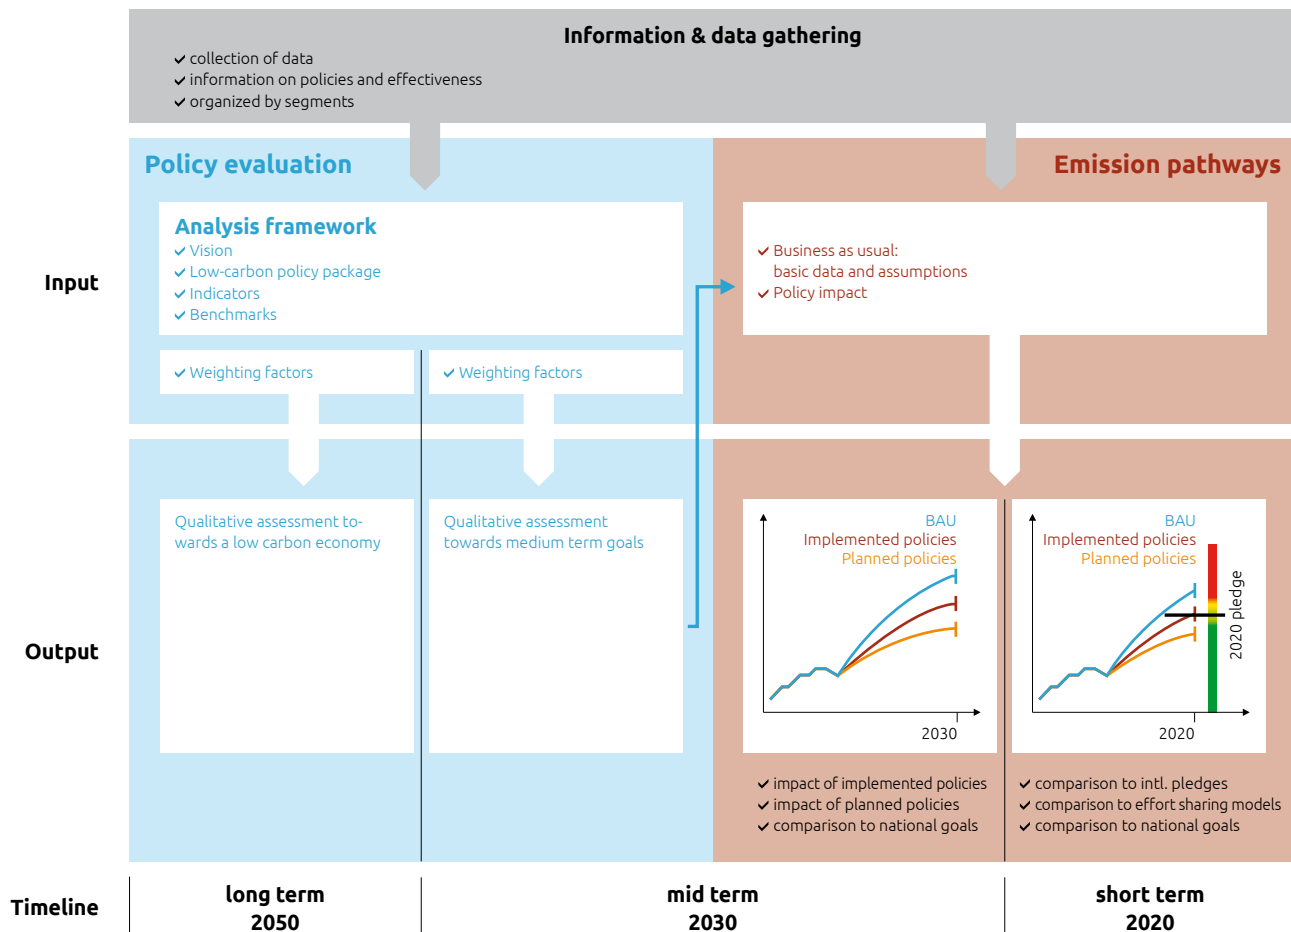 Information & data gathering
✓ collection of data
✓ information on policies and effectiveness
✓ organized by segments
Policy evaluation
Emission pathways
Input
Analysis framework
✓ Vision
✓ Low-carbon policy package
✓ Indicators
✓ Benchmarks
✓ Business as usual:
basic data and assumptions
✓ Policy impact
✓ Weighting factors
✓ Weighting factors
Output
Qualitative assessment to-
wards a low carbon economy
Qualitative assessment
towards medium term goals
BAU
Implemented policies
Planned policies
2030
BAU
Implemented policies
Planned policies
2020 pledge
2020
✓ impact of implemented policies
✓ impact of planned policies
✓ comparison to national goals
✓ comparison to intl. pledges
✓ comparison to effort sharing models
✓ comparison to national goals
Timeline
long term
2050
mid term
2030
short term
2020